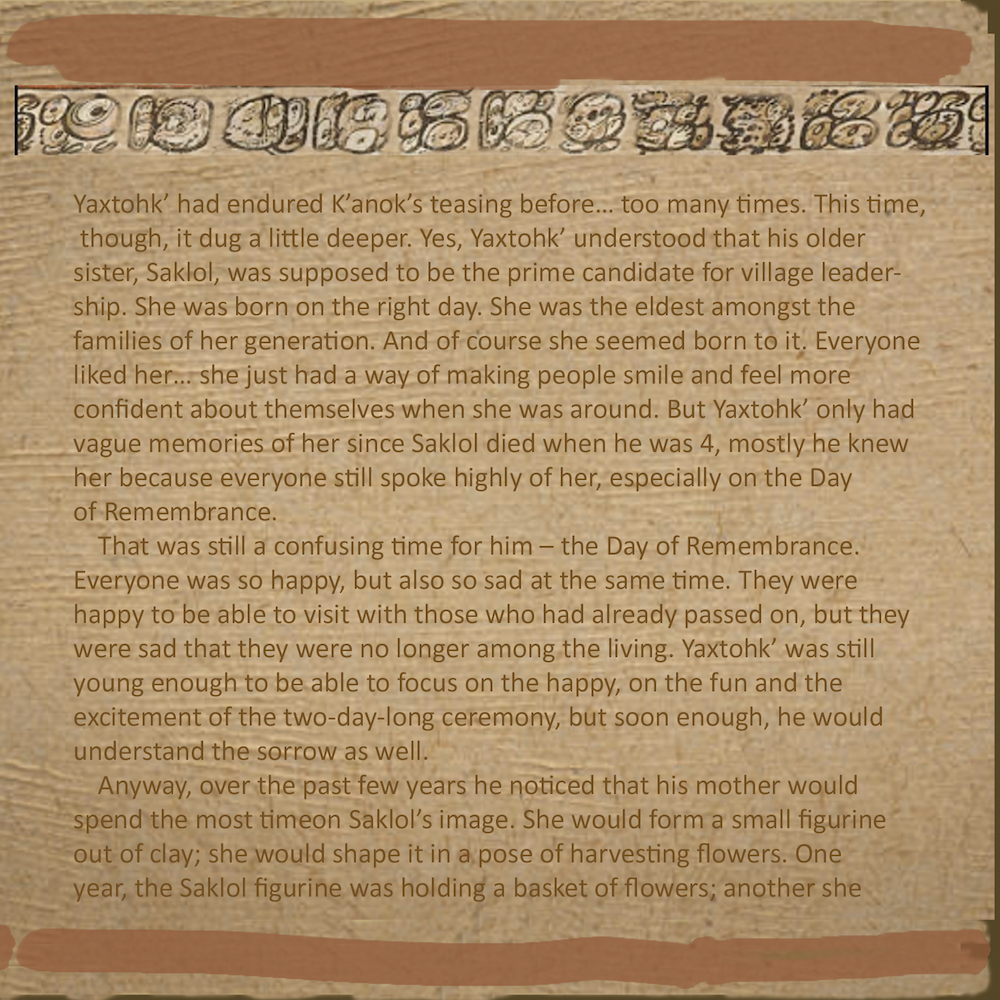 Yaxtohk’ had endured K’anok’s teasing before… too many times. This time,
though, it dug a little deeper. Yes, Yaxtohk’ understood that his older
sister, Saklol, was supposed to be the prime candidate for village leader-
ship. She was born on the right day. She was the eldest amongst the
families of her generation. And of course she seemed born to it. Everyone
liked her… she just had a way of making people smile and feel more
confident about themselves when she was around. But Yaxtohk’ only had
vague memories of her since Saklol died when he was 4, mostly he knew
her because everyone still spoke highly of her, especially on the Day
of Remembrance.
That was still a confusing time for him – the Day of Remembrance.
Everyone was so happy, but also so sad at the same time. They were
happy to be able to visit with those who had already passed on, but they
were sad that they were no longer among the living. Yaxtohk’ was still
young enough to be able to focus on the happy, on the fun and the
excitement of the two-day-long ceremony, but soon enough, he would
understand the sorrow as well.
Anyway, over the past few years he noticed that his mother would
spend the most timeon Saklol’s image. She would form a small figurine
out of clay; she would shape it in a pose of harvesting flowers. One
year, the Saklol figurine was holding a basket of flowers; another she